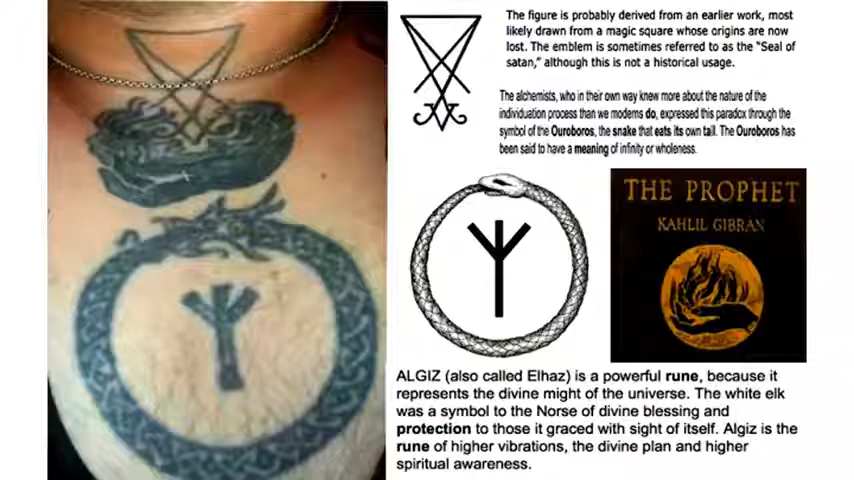 The figure is probably derived from an earlier work, most
likely drawn from a magic square whose origins are now
lost. The emblem is sometimes referred to as the "Seal of
satan," although this is not a historical usage.
The alchemists, who in their own way knew more about the nature of the
individuation process than we moderns do, expressed this paradox through the
symbol of the Ouroboros, the snake that eats its own tail. The Ouroboros has
been said to have a meaning of infinity or wholeness.
THE PROPHET
KAHLIL GIBRAN
ALGIZ (also called Elhaz) is a powerful rune, because it
represents the divine might of the universe. The white elk
was a symbol to the Norse of divine blessing and
protection to those it graced with sight of itself. Algiz is the
rune of higher vibrations, the divine plan and higher
spiritual awareness.